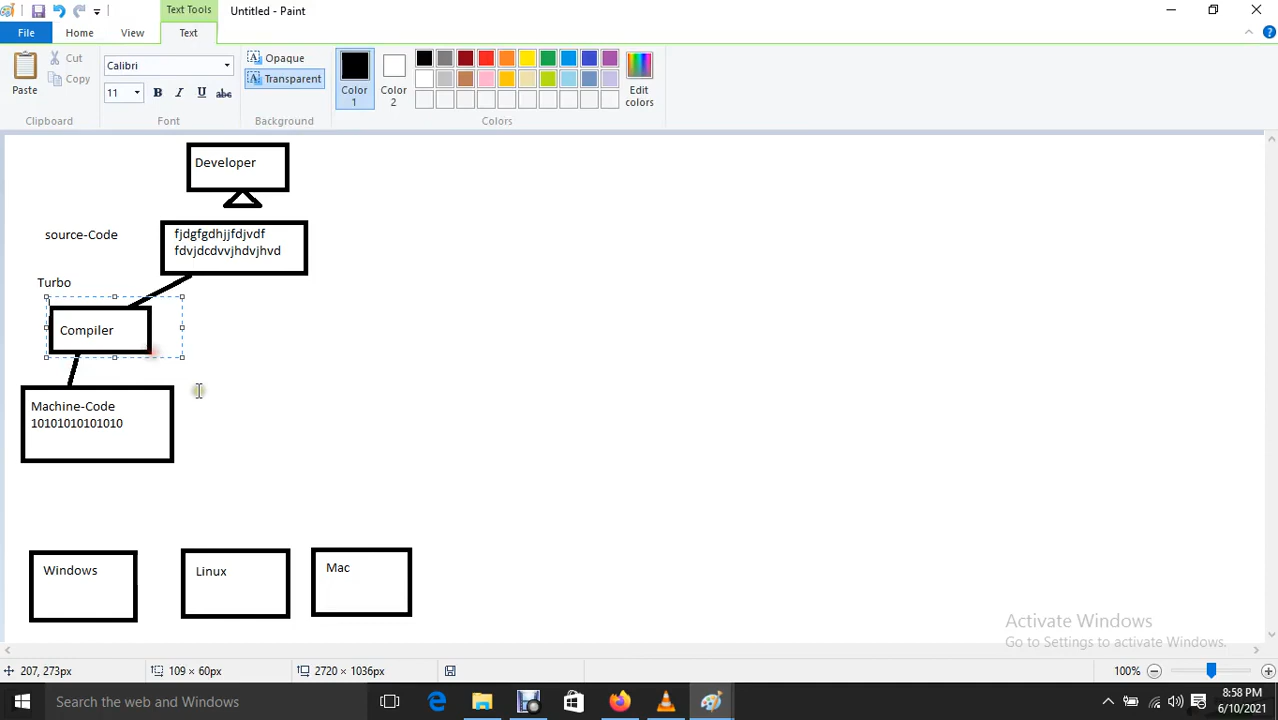 Text Tools
Untitled - Paint
File
Home
View
Text
Paste
Cut
Copy
Clipboard
Calibri
11
B I U abc
Font
Opaque
Transparent
Background
Color 1
Color 2
Edit colors
Colors
Developer
source-Code
fjdgfgdhjjfdjvdf
fdvjdcdvvjhdvjhvd
Turbo
Compiler
Machine-Code
10101010101010
Windows
Linux
Mac
Activate Windows
Go to Settings to activate Windows.
207, 273px
109 × 60px
2720 × 1036px
100%
Search the web and Windows
8:58 PM
6/10/2021